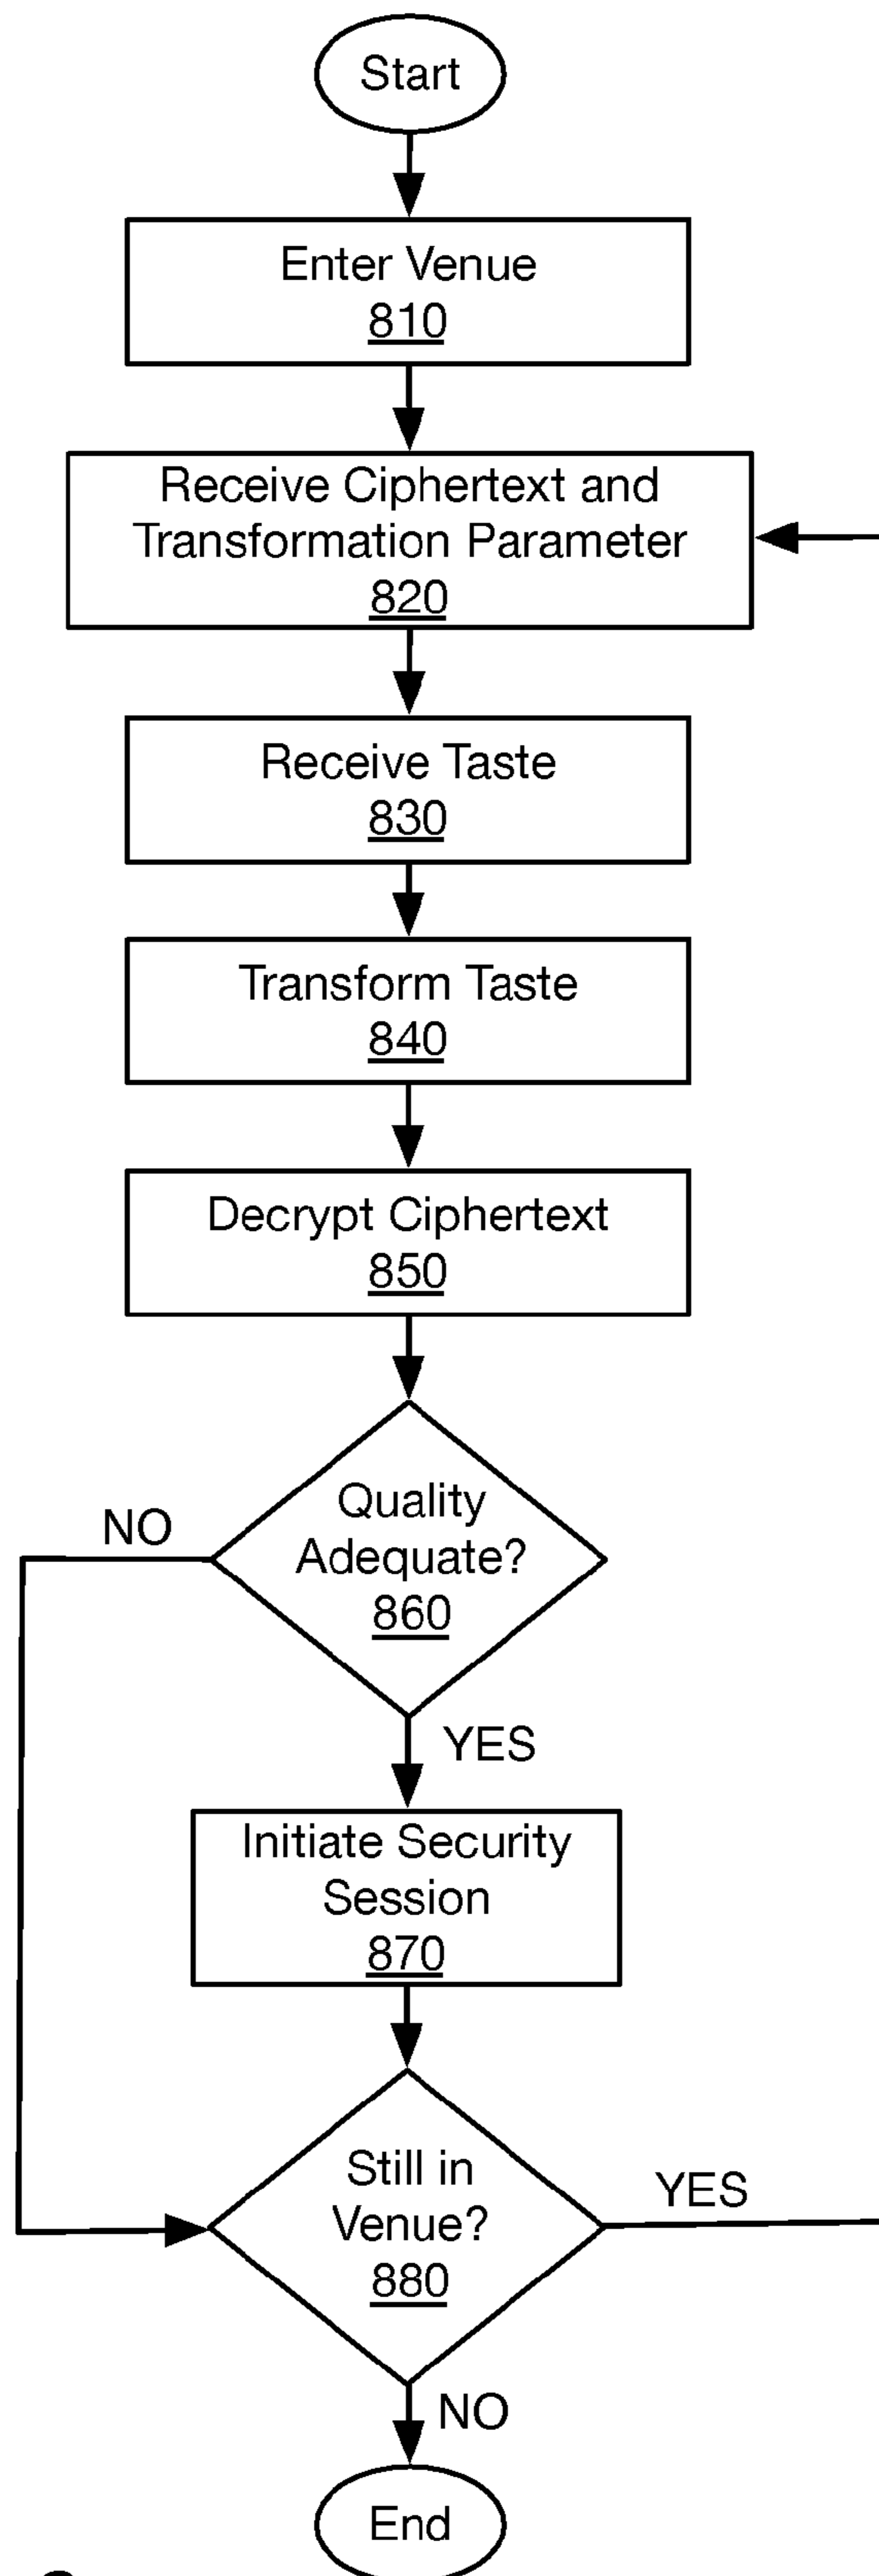 Start
Enter Venue
810
Receive Ciphertext and
Transformation Parameter
820
Receive Taste
830
Transform Taste
840
Decrypt Ciphertext
850
Quality
Adequate?
860
NO
YES
Initiate Security
Session
870
Still in
Venue?
880
YES
NO
End